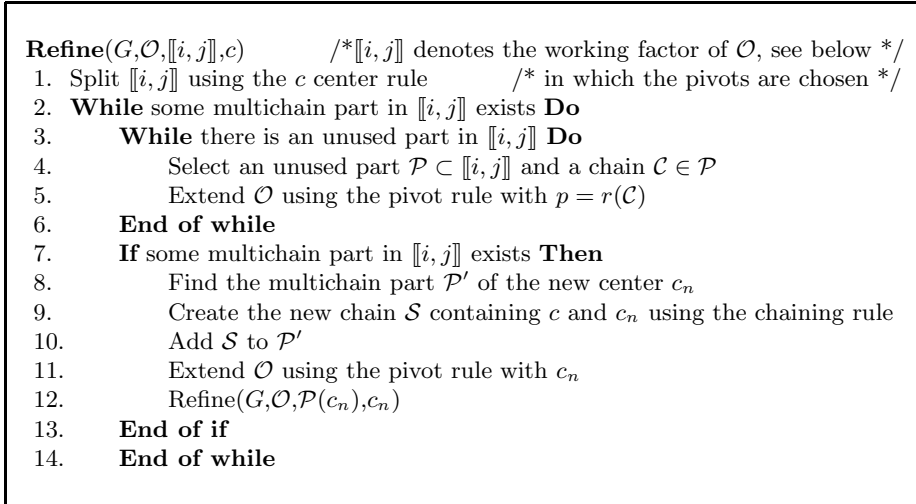 Refine(G,𝒪,⟦i, j⟧,c) /*⟦i, j⟧ denotes the working factor of 𝒪, see below */
1. Split ⟦i, j⟧ using the c center rule /* in which the pivots are chosen */
2. While some multichain part in ⟦i, j⟧ exists Do
3. While there is an unused part in ⟦i, j⟧ Do
4. Select an unused part 𝒫 ⊂ ⟦i, j⟧ and a chain 𝒞 ∈ 𝒫
5. Extend 𝒪 using the pivot rule with p = r(𝒞)
6. End of while
7. If some multichain part in ⟦i, j⟧ exists Then
8. Find the multichain part 𝒫′ of the new center cₙ
9. Create the new chain 𝒮 containing c and cₙ using the chaining rule
10. Add 𝒮 to 𝒫′
11. Extend 𝒪 using the pivot rule with cₙ
12. Refine(G,𝒪,𝒫(cₙ),cₙ)
13. End of if
14. End of while